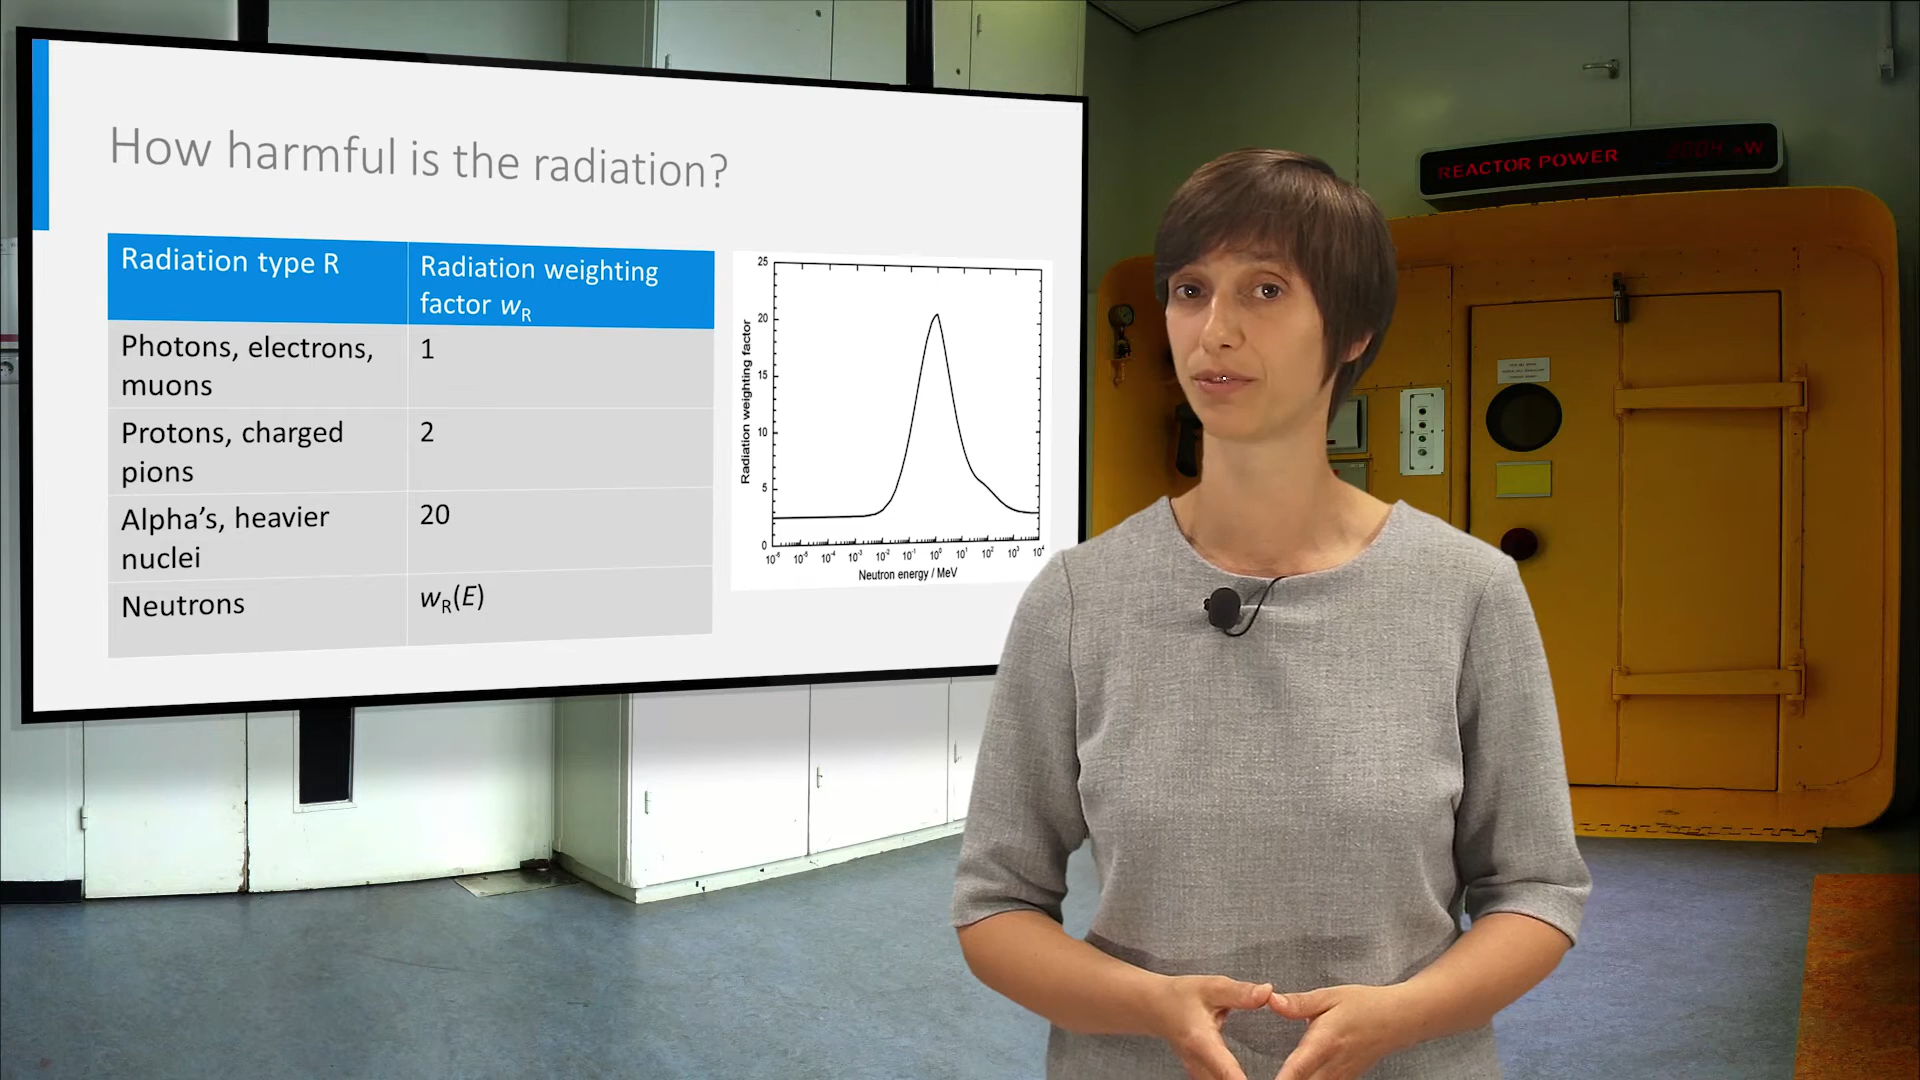 How harmful is the radiation?
Radiation type R
Radiation weighting
factor wR
Photons, electrons,
muons
1
Protons, charged
pions
2
Alpha's, heavier
nuclei
20
Neutrons
wR(E)
25
20
15
10
5
0
Radiation weighting factor
10⁻⁶ 10⁻⁵ 10⁻⁴ 10⁻³ 10⁻² 10⁻¹ 10⁰ 10¹ 10² 10³ 10⁴
Neutron energy / MeV
REACTOR POWER